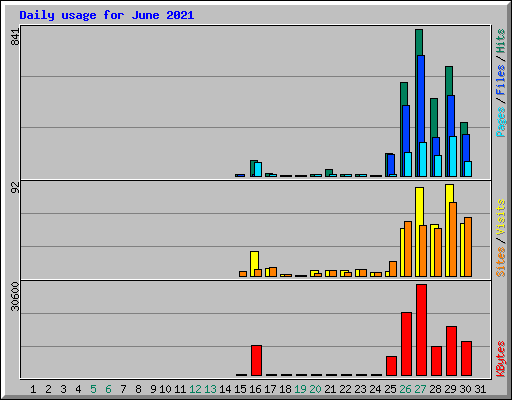 Daily usage for June 2021
841
Pages / Files / Hits
92
Sites / Visits
30600
KBytes
1 2 3 4 5 6 7 8 9 10 11 12 13 14 15 16 17 18 19 20 21 22 23 24 25 26 27 28 29 30 31